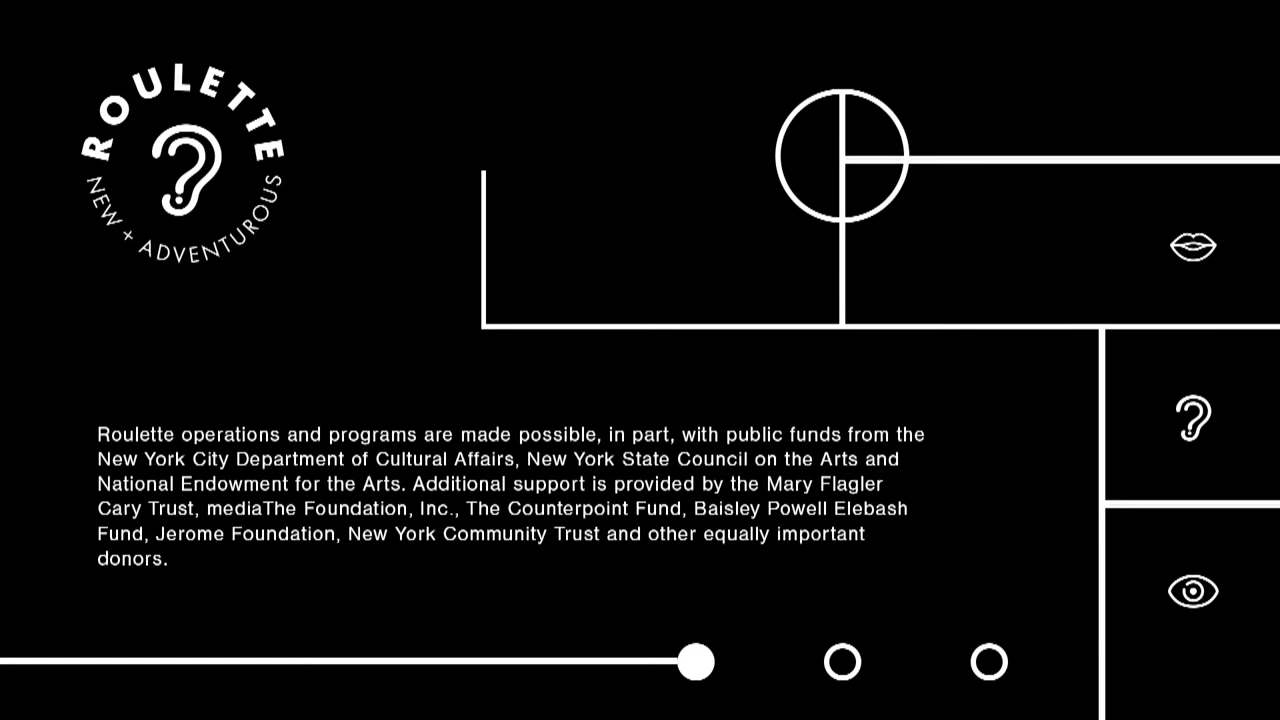 ROULETTE
NEW + ADVENTUROUS
Roulette operations and programs are made possible, in part, with public funds from the
New York City Department of Cultural Affairs, New York State Council on the Arts and
National Endowment for the Arts. Additional support is provided by the Mary Flagler
Cary Trust, mediaThe Foundation, Inc., The Counterpoint Fund, Baisley Powell Elebash
Fund, Jerome Foundation, New York Community Trust and other equally important
donors.